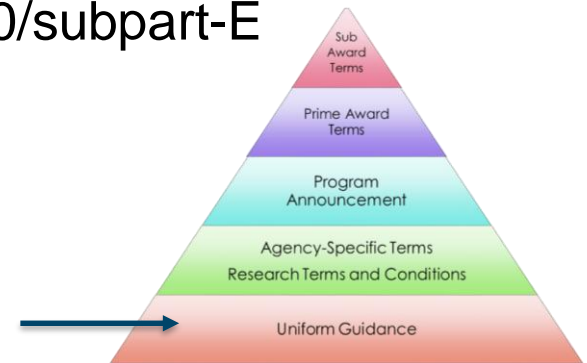 0/subpart-E
Sub
Award
Terms
Prime Award
Terms
Program
Announcement
Agency-Specific Terms
Research Terms and Conditions
Uniform Guidance